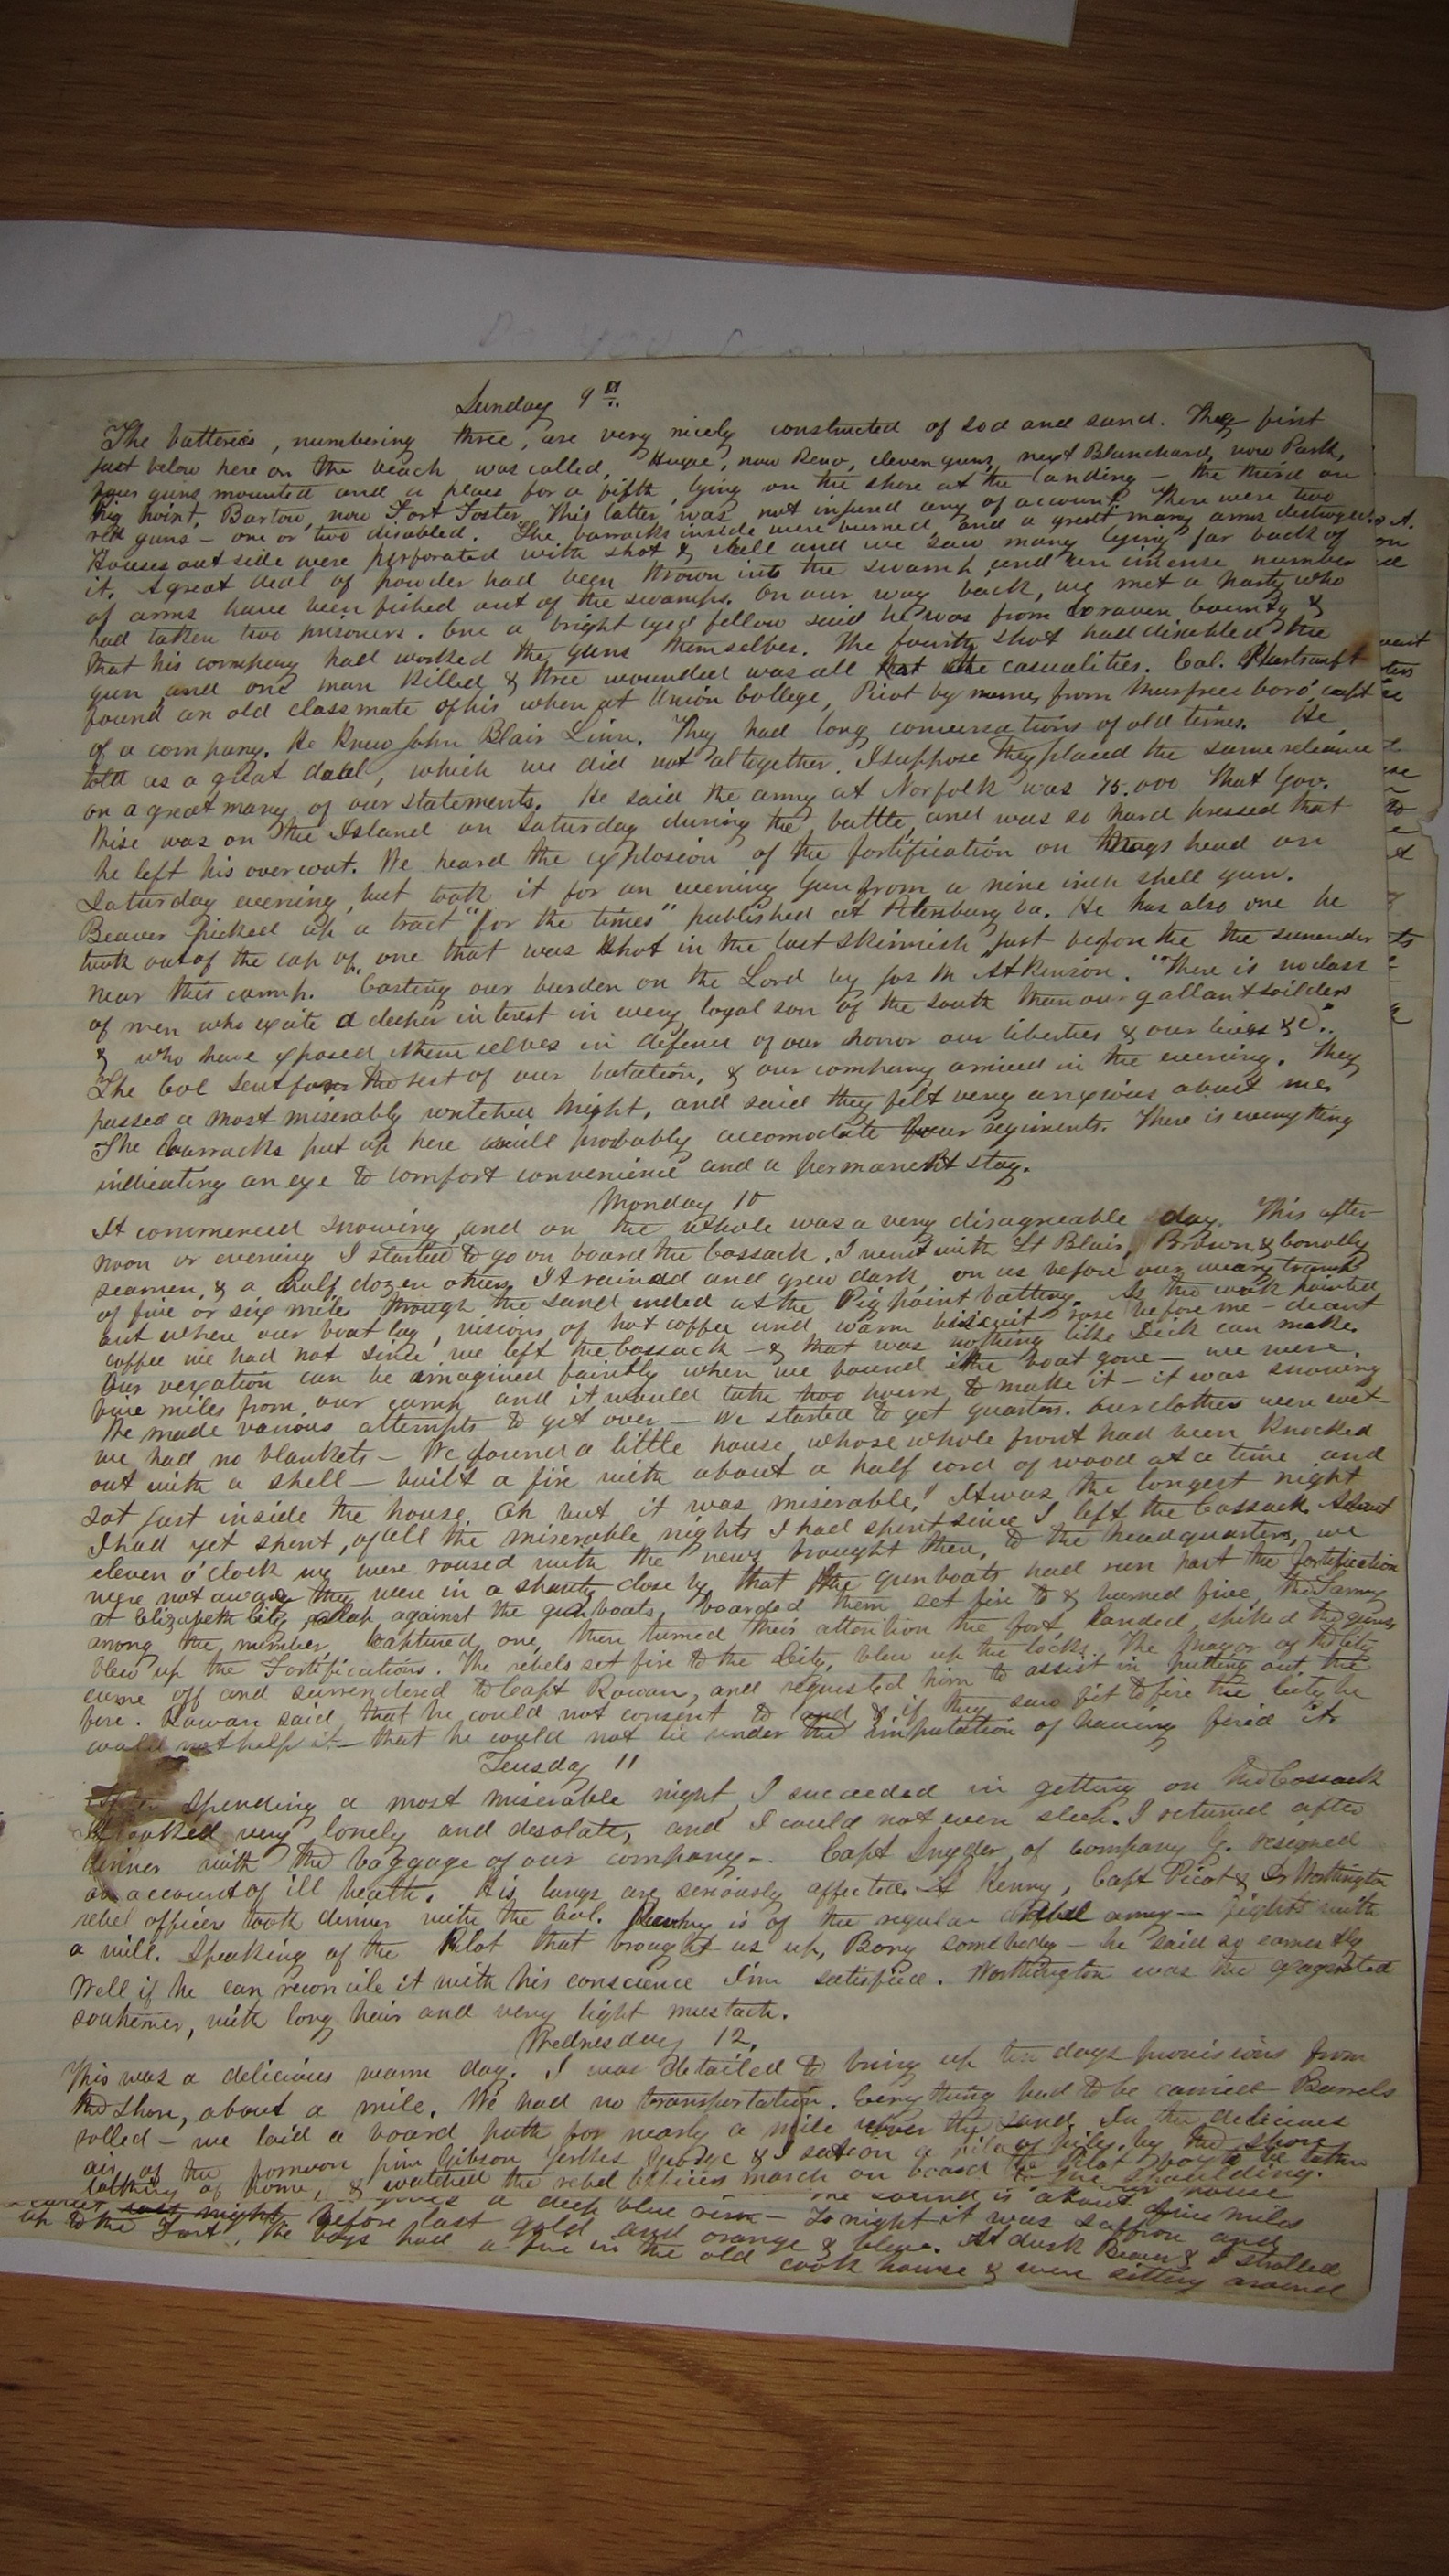 Sunday 9th.
The batteries, numbering three, are very nicely constructed of sod and sand. They first
just below here on the beach was called, Huger, now Reno, eleven guns, next Blanchard, now Park,
four guns mounted and a place for a fifth, lying on the shore at the landing — the third on
Pig Point, Bartow, now Fort Foster. This latter was not injured any of account. There were two
guns — one or two disabled. The barracks inside were burned and a great many arms destroyed.
Houses out side were perforated with shot & shell and we saw many lying far back of
it. A great deal of powder had been thrown into the swamp and an imense number
of arms have been fished out of the swamps. On our way back, we met a party who
had taken two prisoners. One a bright eyed fellow said he was from Craven County &
that his company had worked the guns themselves. The fourth shot had disabled the
gun and one man killed & three wounded was all the casualities. Col. Hartranft
found an old classmate of his when at Union College, Picot by name, from Murfreesboro, capt
of a company. He knew John Blair Linn. They had long conversations of old times. He
told us a great deal, which we did not altogether. I suppose they placed the same reliance
on a great many of our statements. He said the army at Norfolk was 75.000 That Gov.
Wise was on the Island on Saturday during the battle, and was so hard pressed that
he left his overcoat. We heard the explosion of the fortification on Nags head on
Saturday evening, but took it for an evening Gun from a nine inch shell gun.
Beaver picked up a tract "for the times" published at Petersburg Va. He has also one he
took out of the cap of one that was shot in the last skirmish just before the the surrender
near this camp. Casting our burden on the Lord by Jos M Atkinson. "There is no class
of men who excite a deeper interest in every loyal son of the south than our gallant soilders
& who have exposed themselves in defence of our honor our liberties & our lives &c".
The Col sent for the rest of our batation, & our company arrived in the evening. They
passed a most miserably wretched night, and said they felt very anxious about me.
The barracks put up here will probably accomodate four regiments. There is everything
indicating an eye to comfort convenience and a permanent stay.
Monday 10
It commenced snowing, and on the whole was a very disagreeable day. This after-
noon or evening I started to go on board the Cossack. I went with Lt Blair, Brown & Conolly
seamen, & a half dozen others. It rained and grew dark on us before our weary tramp
of five or six miles through the sand ended at the Pig point battery. As the cook pointed
out where our boat lay, visions of hot coffee and warm biscuit rose before me — decent
coffee we had not since we left the Cossack — & that was nothing like Dick can make.
Our vexation can be imagined faintly when we found the boat gone — we were
five miles from our camp and it would take two hours to make it — it was snowing
We made various attempts to get over — We started to get quarters. Our clothes were wet
we had no blankets — We found a little house whose whole front had been knocked
out with a shell — built a fire with about a half cord of wood at a time and
sat just inside the house. Oh but it was miserable! It was the longest night
I had yet spent, of all the miserable nights I had spent since I left the Cossack. About
eleven o'clock we were roused with the news brought there, to the headquarters, we
were not aware they were in a shanty close by that the gunboats had run past the fortification
at Elizabeth City, against the gunboats, boarded them set fire to & burned five, the Fanny
among the number, captured one, then turned their attention the fort, landed, spiked the guns,
blew up the Fortifications. The rebels set fire to the City, blew up the locks. The mayor of the city
came off and surrendered to Capt Rowan, and requested him to assist in putting out the
fire. Rowan said that he could not consent to land & if they saw fit to fire the city he
would not help it — that he could not lie under the imputation of having fired it
Teusday 11
After spending a most miserable night, I succeeded in getting on the Cossack
It looked very lonely and desolate, and I could not even sleep. I returned after
dinner with the baggage of our company —. Capt Snyder of Company G. resigned
on account of ill health. His lungs are seriously affected. Lt Kenny, Capt Picot & Dr Worthington
rebel officers took dinner with the Col. Kenny is of the regular rebel army — fights with
a will. Speaking of the Pilot that brought us up, Bory somebody — he said so earnestly
Well if he can reconcile it with his conscience I'm satisfied. Worthington was the exagerated
southerner, with long hair and very light mustach.
Wednesday 12.
This was a delicious warm day. I was detailed to bring up ten days provisions from
the shore, about a mile. We had no transportation. Everything had to be carried Barrels
rolled — we laid a board path for nearly a mile over the sand. In the delicious
air of the fornoon Jim Gibson & I sat on a pile of piles by the shore
talking of home, & watched the rebel officers march on board the Pilot boy to be taken
The sound is about five miles
gives a deep blue rim — To night it was saffron and
night before last gold and orange & blue. At dusk Beaver & I strolled
up to the Fort. The boys had a fire in the old cook house & were sitting around